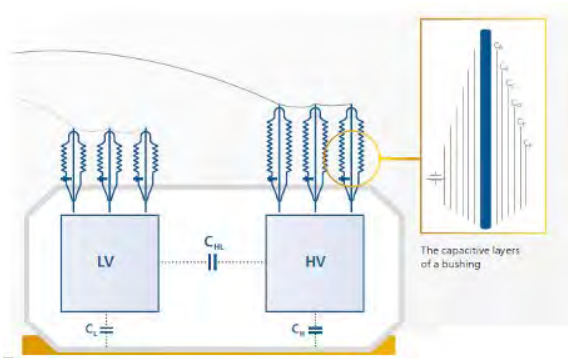 C_HL
LV
HV
C_L
C_H
The capacitive layers
of a bushing